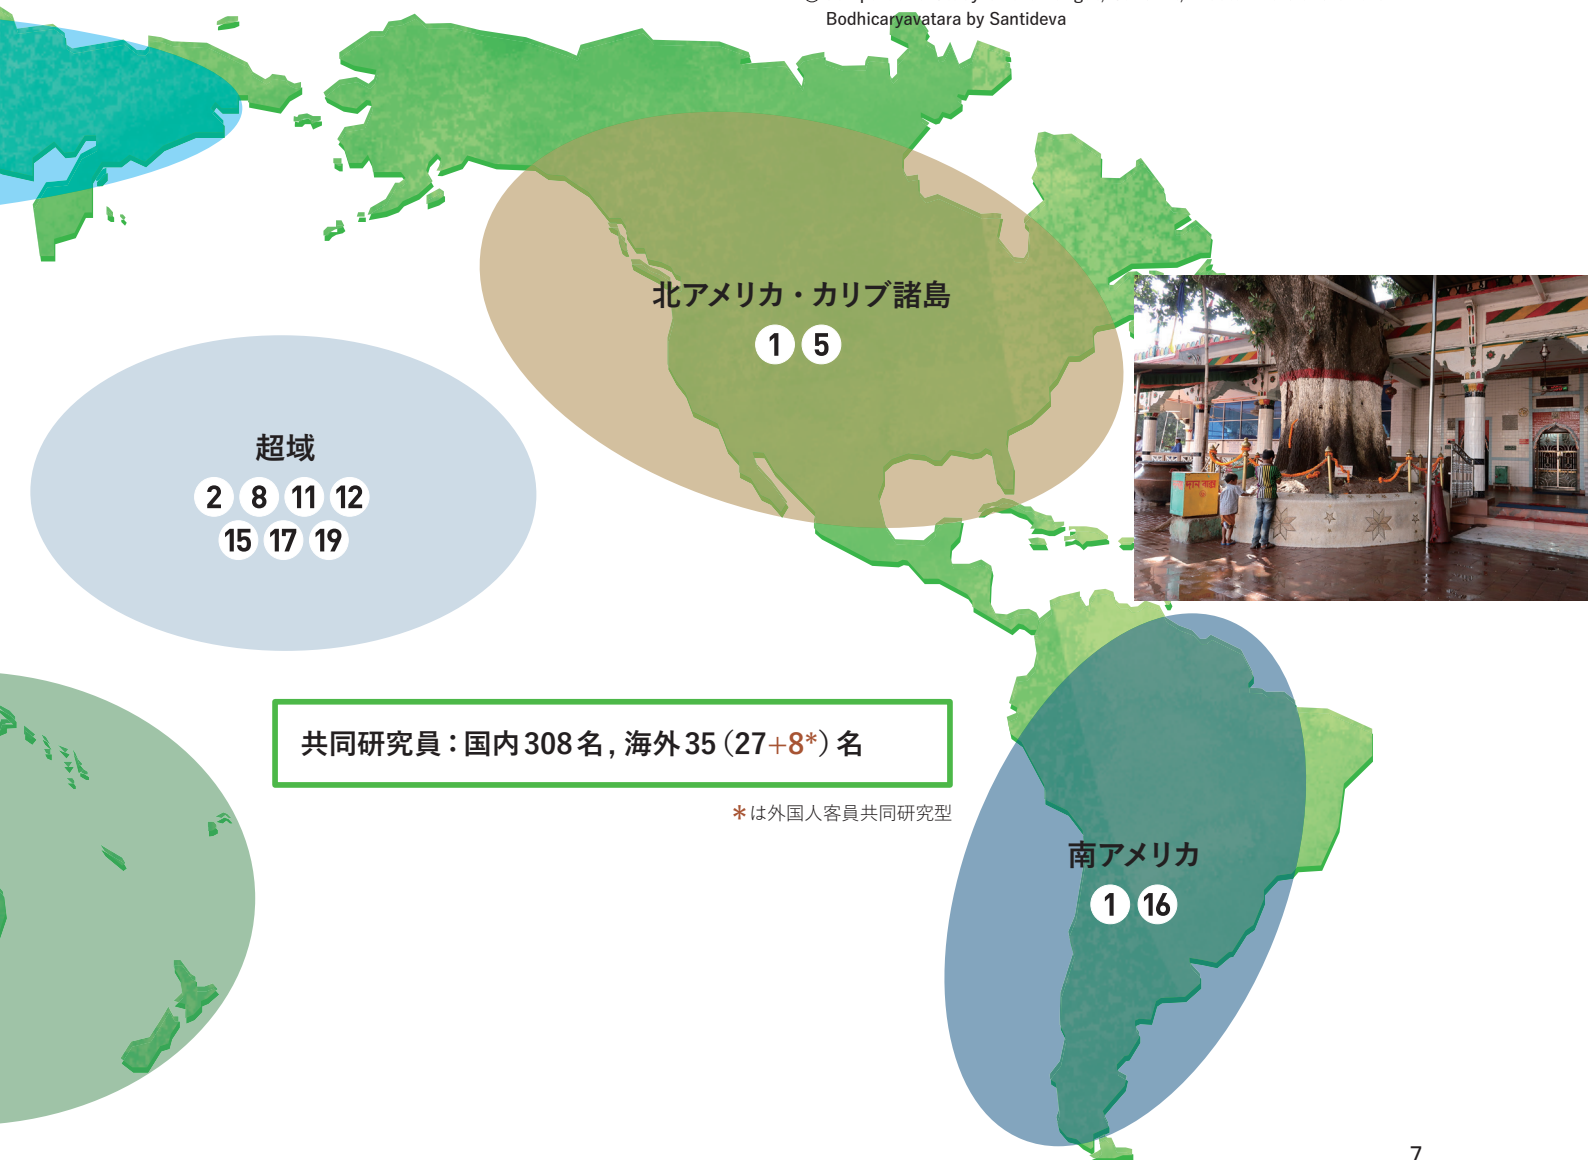 Bodhicaryavatara by Santideva
北アメリカ・カリブ諸島
1 5
超域
2 8 11 12
15 17 19
共同研究員：国内308名, 海外35（27+8*）名
*は外国人客員共同研究型
南アメリカ
1 16
7